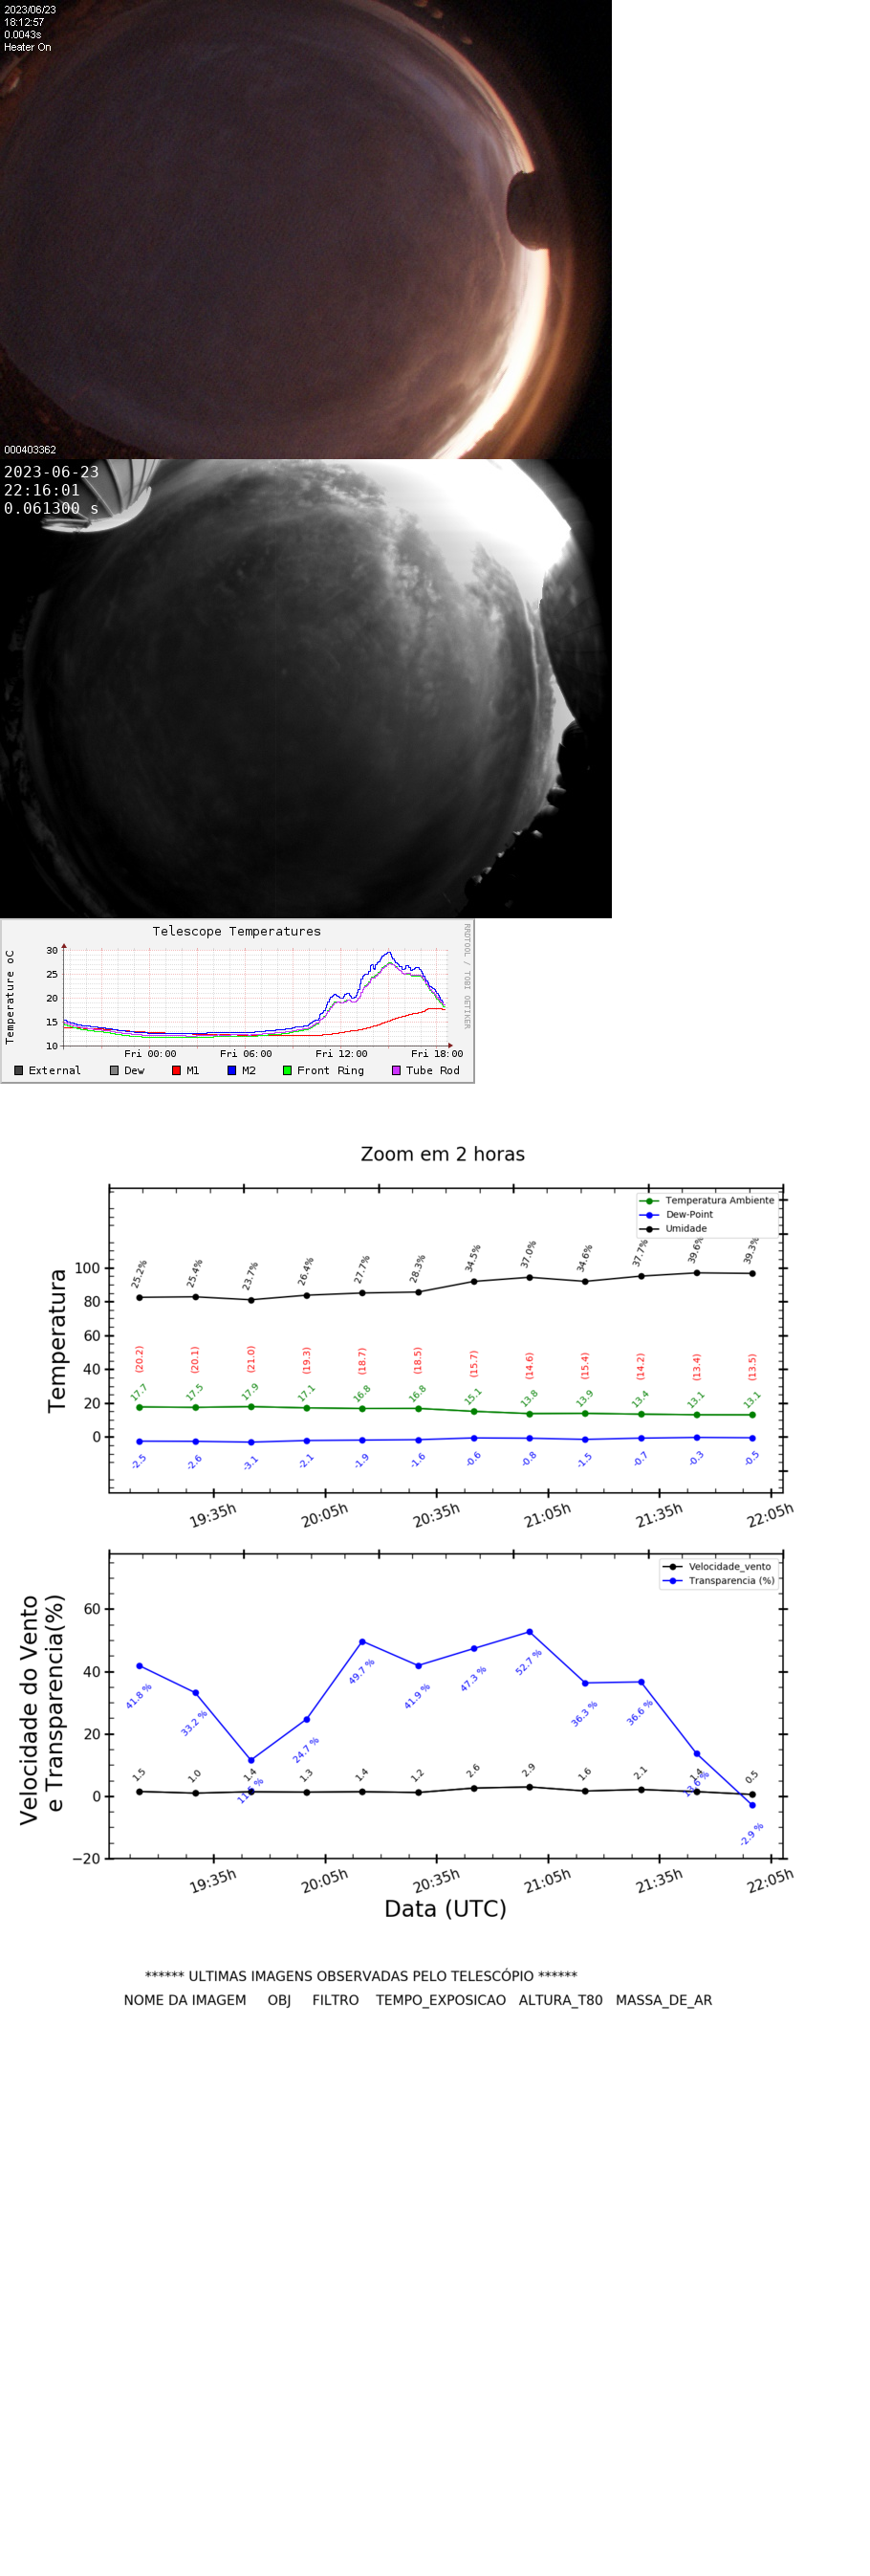 2023/06/23
18:12:57
0.0043s
Heater On
000403362
2023-06-23
22:16:01
0.061300 s
Telescope Temperatures
RRDTOOL / TOBI OETIKER
Temperature oC
30
25
20
15
10
Fri 00:00 Fri 06:00 Fri 12:00 Fri 18:00
External Dew M1 M2 Front Ring Tube Rod
Zoom em 2 horas
Temperatura Ambiente
Dew-Point
Umidade
Temperatura
100
80
60
40
20
0
25.2% 25.4% 23.7% 26.4% 27.7% 28.3% 34.5% 37.0% 34.6% 37.7% 39.6% 39.3%
(20.2) (20.1) (21.0) (19.3) (18.7) (18.5) (15.7) (14.6) (15.4) (14.2) (13.4) (13.5)
17.7 17.5 17.9 17.1 16.8 16.8 15.1 13.8 13.9 13.4 13.1 13.1
-2.5 -2.6 -3.1 -2.1 -1.9 -1.6 -0.6 -0.8 -1.5 -0.7 -0.3 -0.5
19:35h 20:05h 20:35h 21:05h 21:35h 22:05h
Velocidade_vento
Transparencia (%)
Velocidade do Vento
e Transparencia(%)
60
40
20
0
−20
41.8 % 33.2 % 24.7 % 49.7 % 41.9 % 47.3 % 52.7 % 36.3 % 36.6 % -2.9 %
1.5 1.0 1.4 1.3 1.4 1.2 2.6 2.9 1.6 2.1 1.4 0.5
19:35h 20:05h 20:35h 21:05h 21:35h 22:05h
Data (UTC)
****** ULTIMAS IMAGENS OBSERVADAS PELO TELESCÓPIO ******
NOME DA IMAGEM OBJ FILTRO TEMPO_EXPOSICAO ALTURA_T80 MASSA_DE_AR